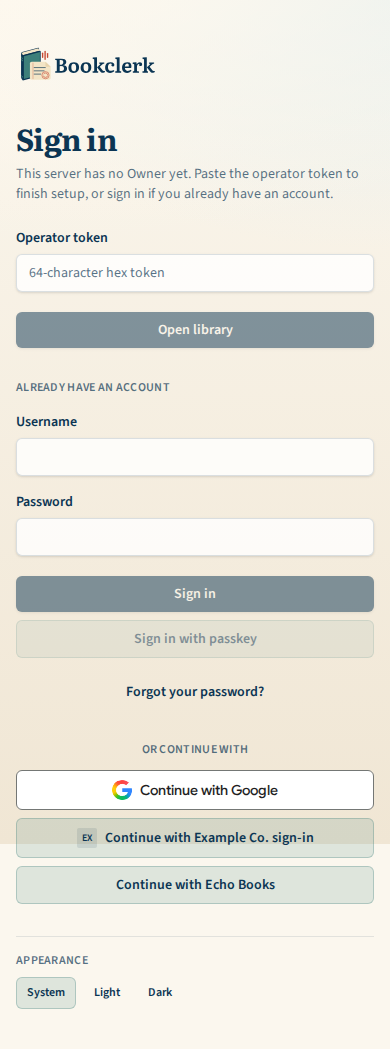 Bookclerk
Sign in
This server has no Owner yet. Paste the operator token to
finish setup, or sign in if you already have an account.
Operator token
64-character hex token
Open library
ALREADY HAVE AN ACCOUNT
Username
Password
Sign in
Sign in with passkey
Forgot your password?
OR CONTINUE WITH
Continue with Google
EX Continue with Example Co. sign-in
Continue with Echo Books
APPEARANCE
System Light Dark